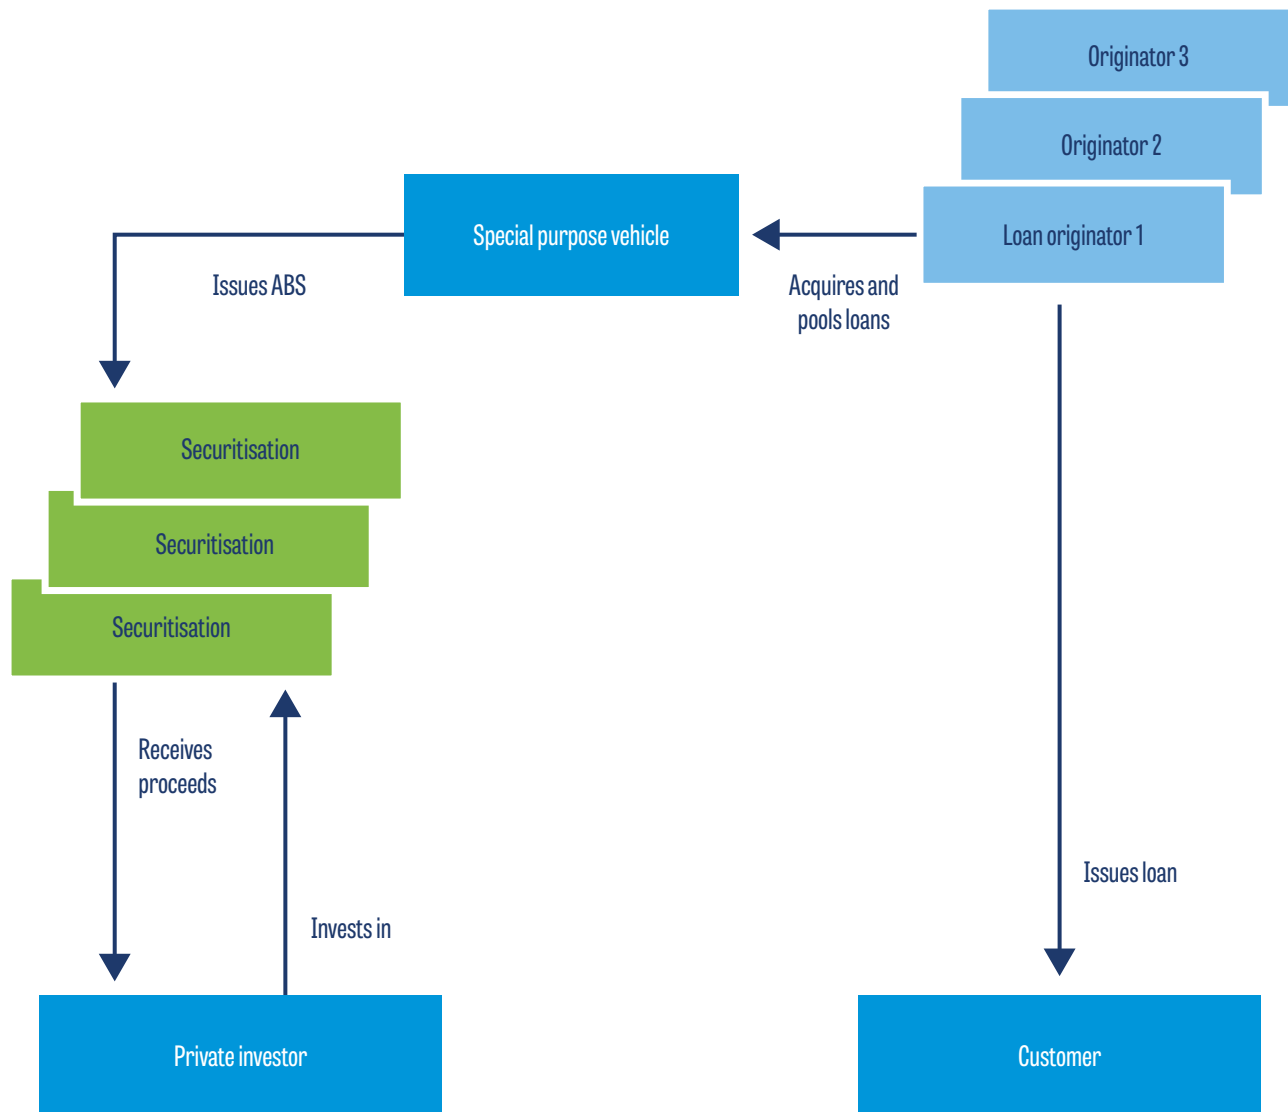 Originator 3
Originator 2
Loan originator 1
Special purpose vehicle
Acquires and
pools loans
Issues ABS
Securitisation
Securitisation
Securitisation
Receives
proceeds
Invests in
Issues loan
Private investor
Customer